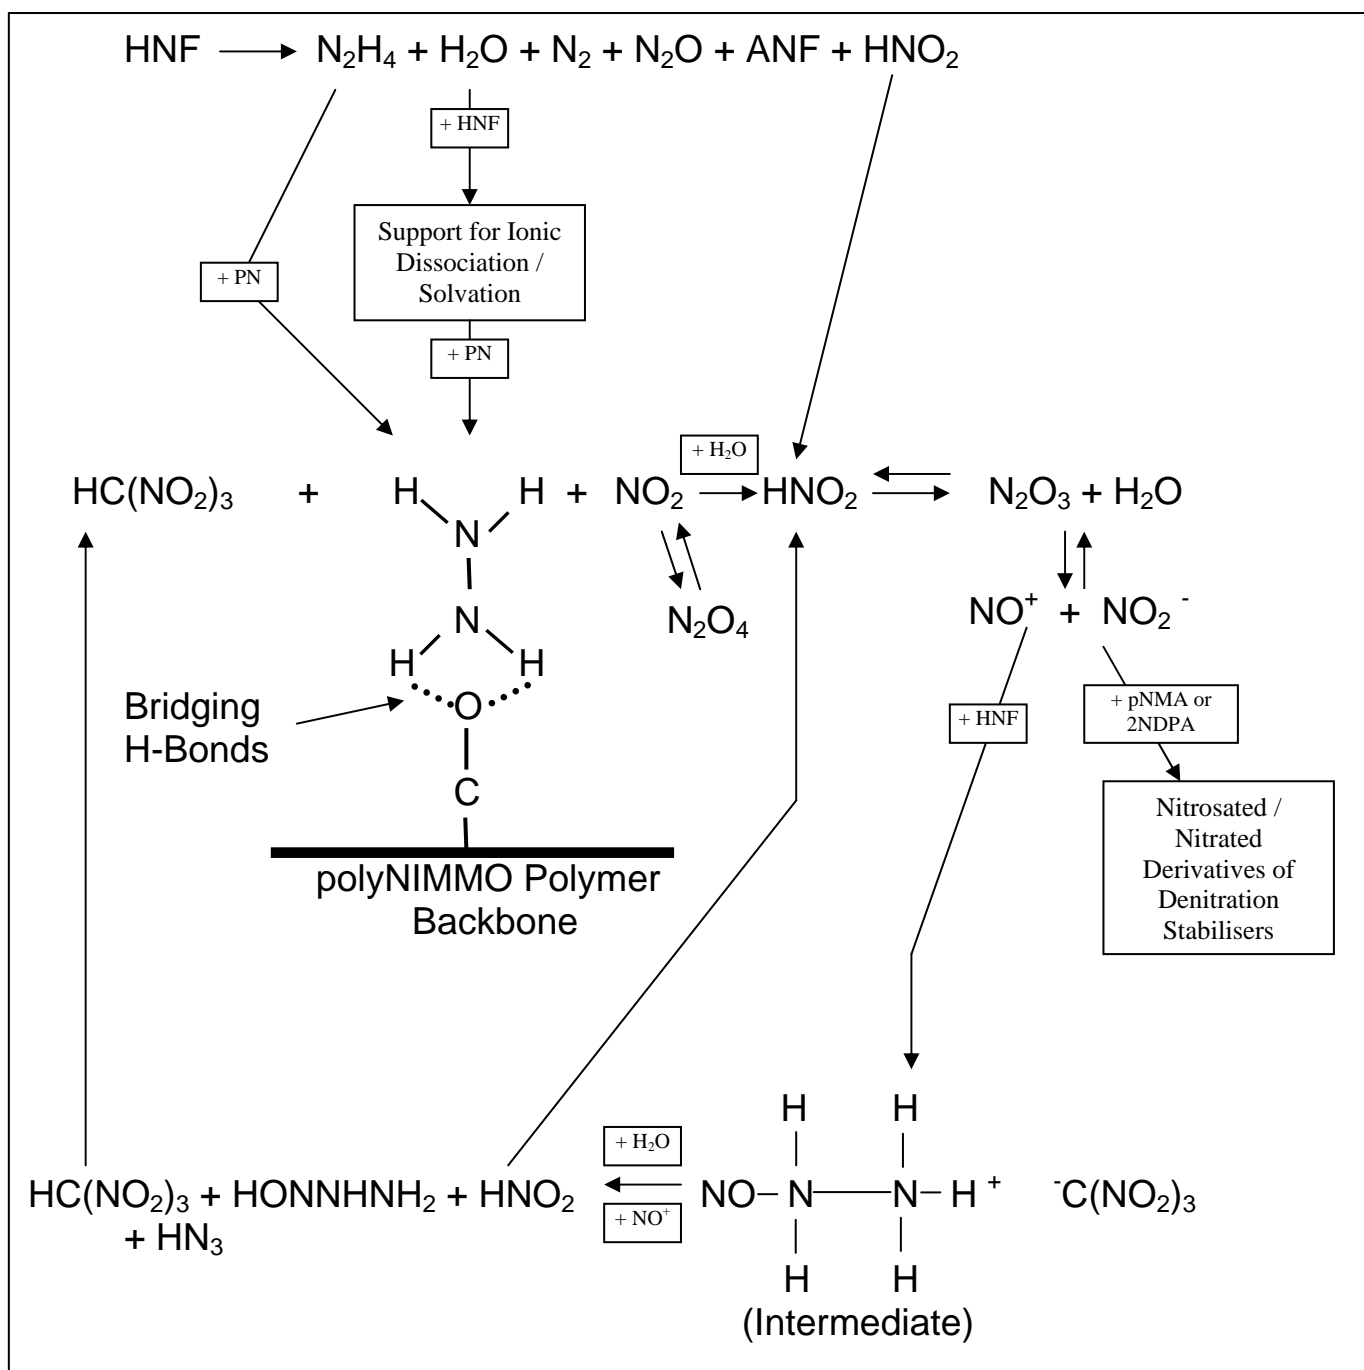 HNF → N₂H₄ + H₂O + N₂ + N₂O + ANF + HNO₂
+ HNF
Support for Ionic
Dissociation /
Solvation
+ PN
+ PN
+ H₂O
HC(NO₂)₃ + H H + NO₂ → HNO₂ ⇌ N₂O₃ + H₂O
N
N
H H
O
C
N₂O₄
NO⁺ + NO₂⁻
Bridging
H-Bonds
+ HNF
+ pNMA or
2NDPA
polyNIMMO Polymer
Backbone
Nitrosated /
Nitrated
Derivatives of
Denitration
Stabilisers
H H
+ H₂O
HC(NO₂)₃ + HONNHNH₂ + HNO₂ ← NO–N–N–H⁺ ⁻C(NO₂)₃
+ HN₃
+ NO⁺
H H
(Intermediate)